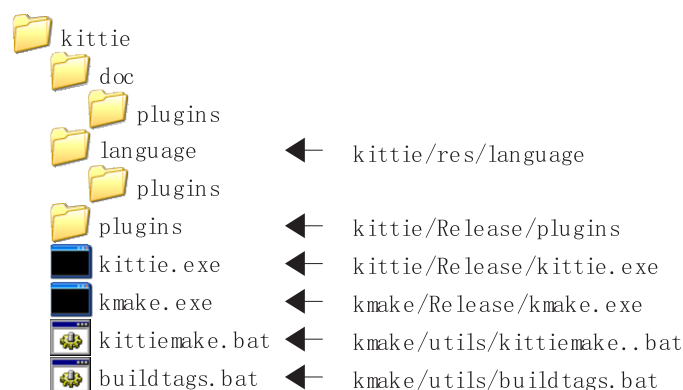 kittie
doc
plugins
language kittie/res/language
plugins
plugins kittie/Release/plugins
kittie.exe kittie/Release/kittie.exe
kmake.exe kmake/Release/kmake.exe
kittiemake.bat kmake/utils/kittiemake..bat
buildtags.bat kmake/utils/buildtags.bat